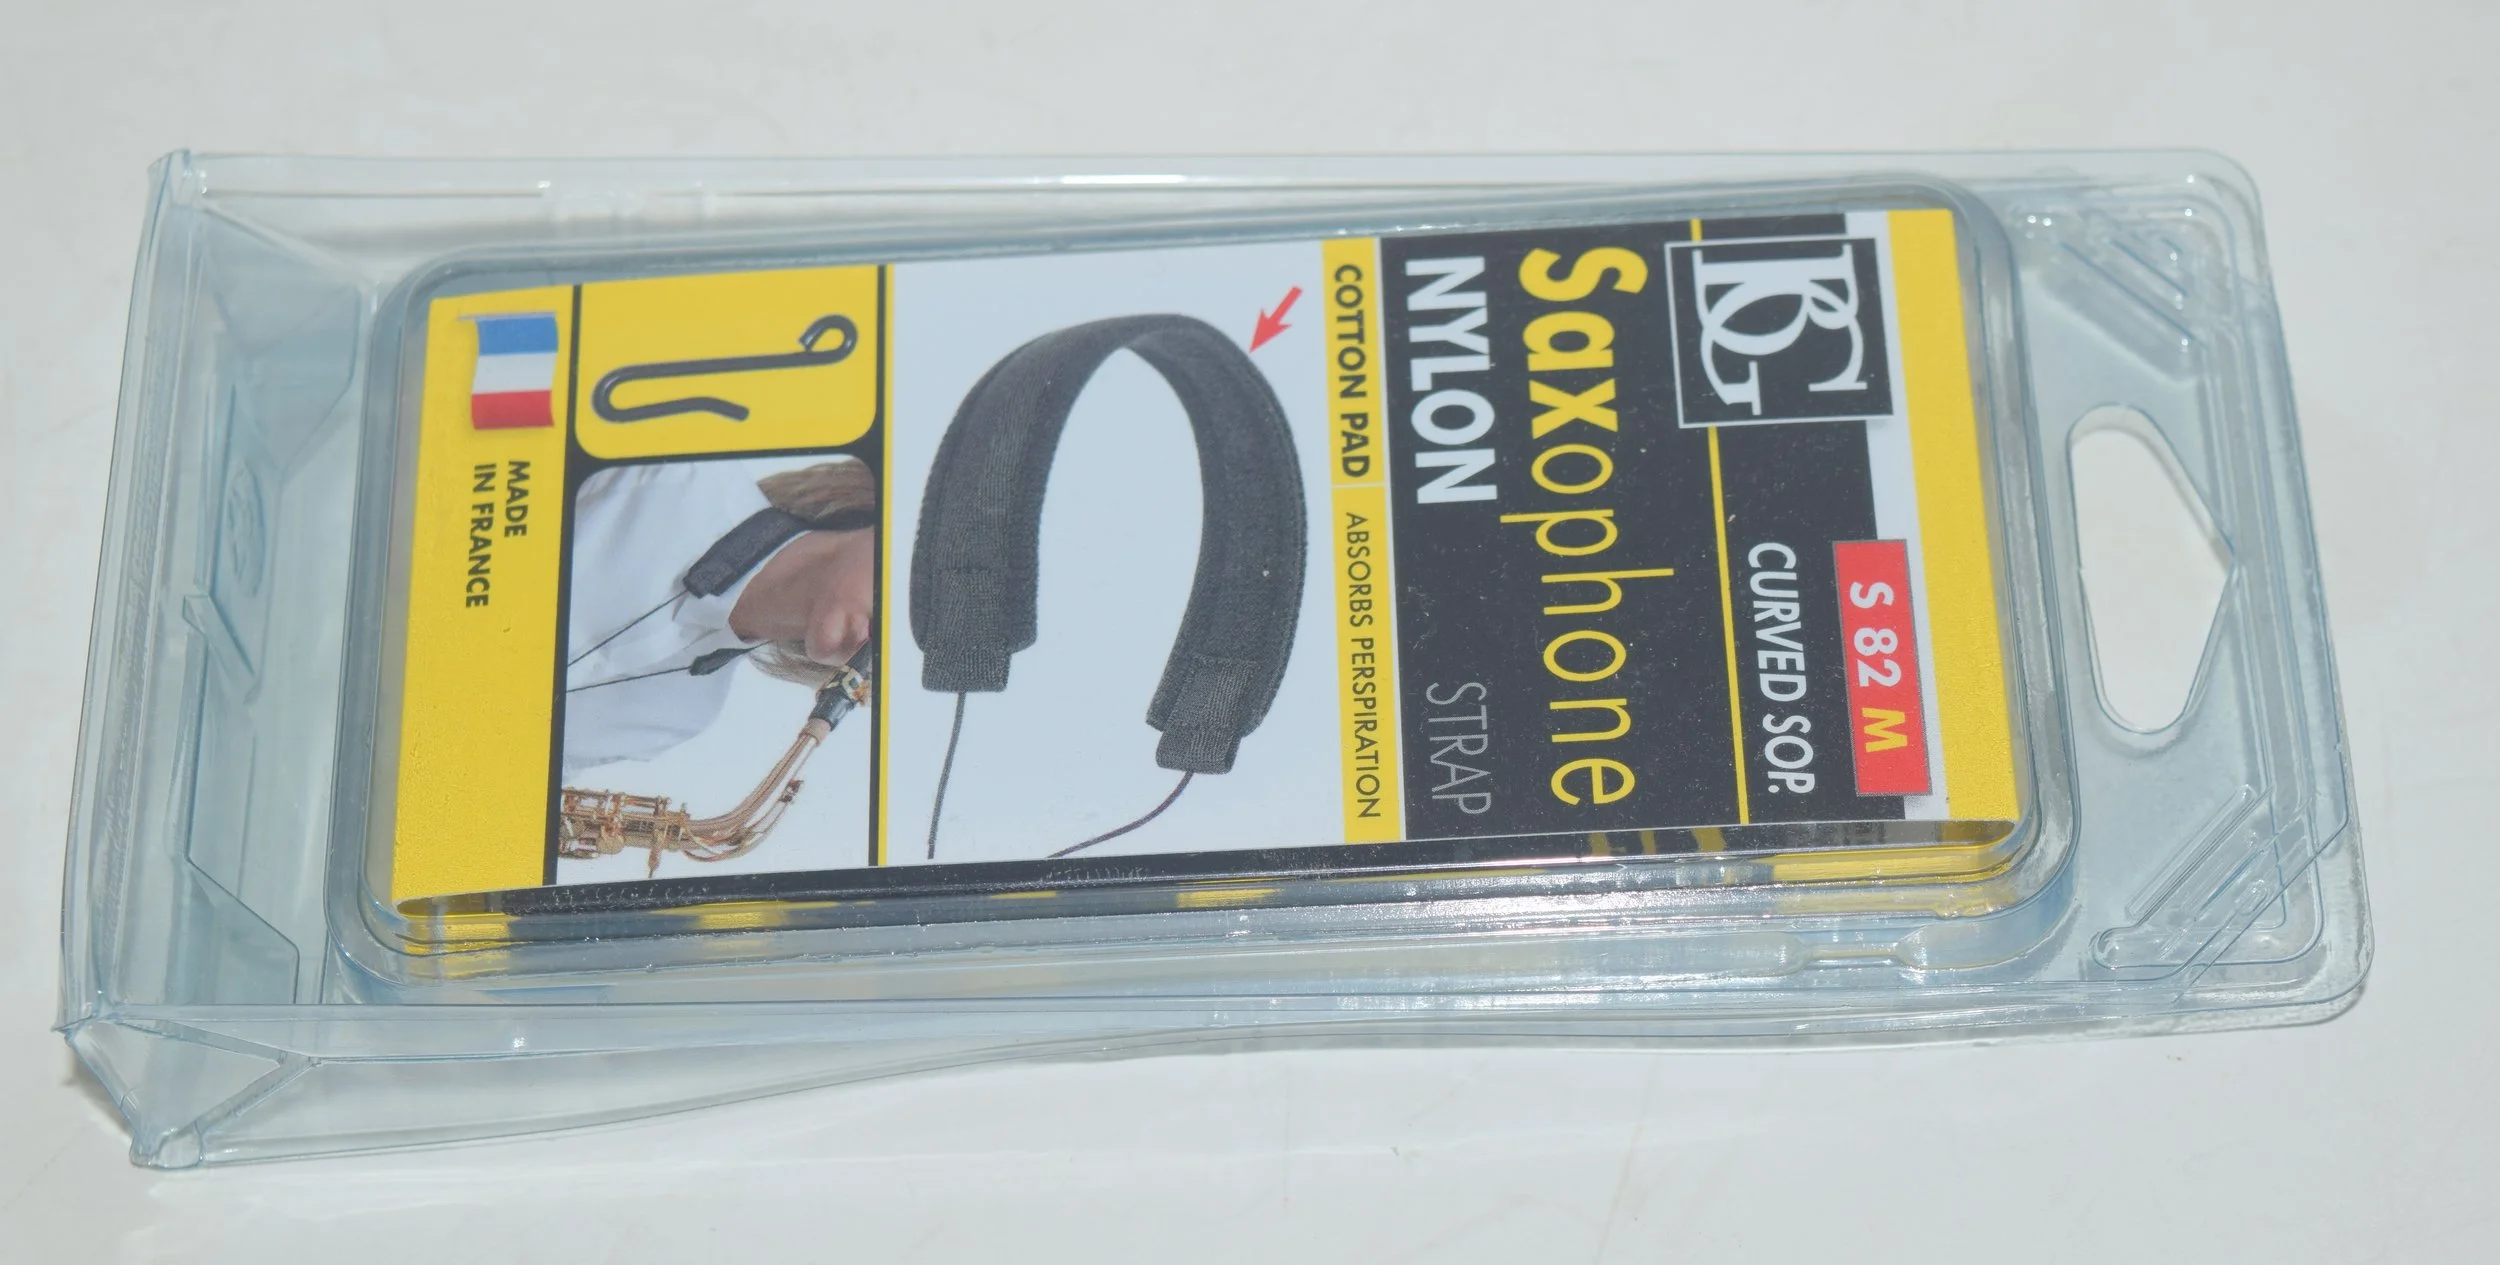 S 82 M
BG
CURVED SOP.
Saxophone
NYLON STRAP
COTTON PAD ABSORBS PERSPIRATION
MADE
IN FRANCE